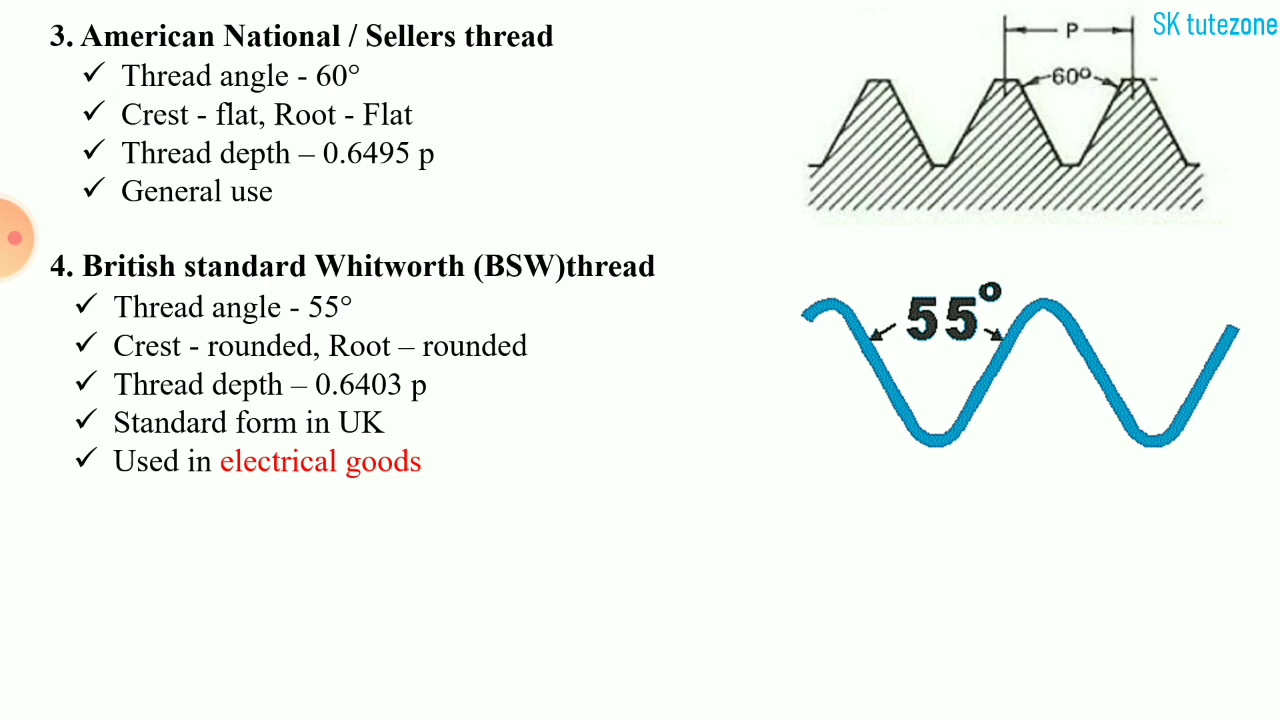 SK tutezone
3. American National / Sellers thread
✓ Thread angle - 60°
✓ Crest - flat, Root - Flat
✓ Thread depth – 0.6495 p
✓ General use
P
60º
4. British standard Whitworth (BSW)thread
✓ Thread angle - 55°
✓ Crest - rounded, Root – rounded
✓ Thread depth – 0.6403 p
✓ Standard form in UK
✓ Used in electrical goods
55º